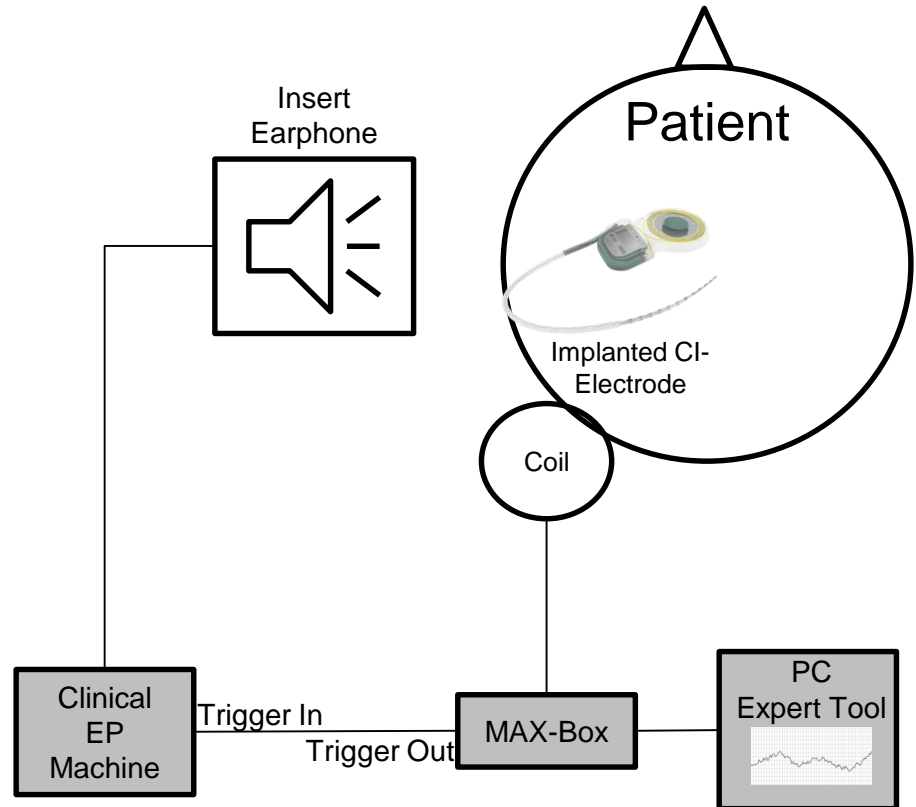 Insert
Earphone
Patient
Implanted CI-
Electrode
Coil
Clinical
EP
Machine
Trigger In
Trigger Out
MAX-Box
PC
Expert Tool